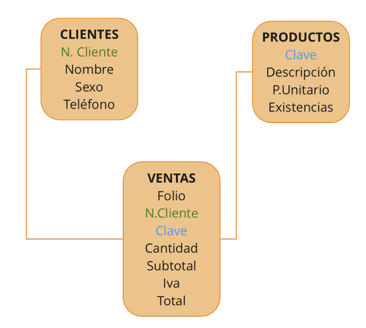 CLIENTES
N. Cliente
Nombre
Sexo
Teléfono
PRODUCTOS
Clave
Descripción
P.Unitario
Existencias
VENTAS
Folio
N.Cliente
Clave
Cantidad
Subtotal
Iva
Total